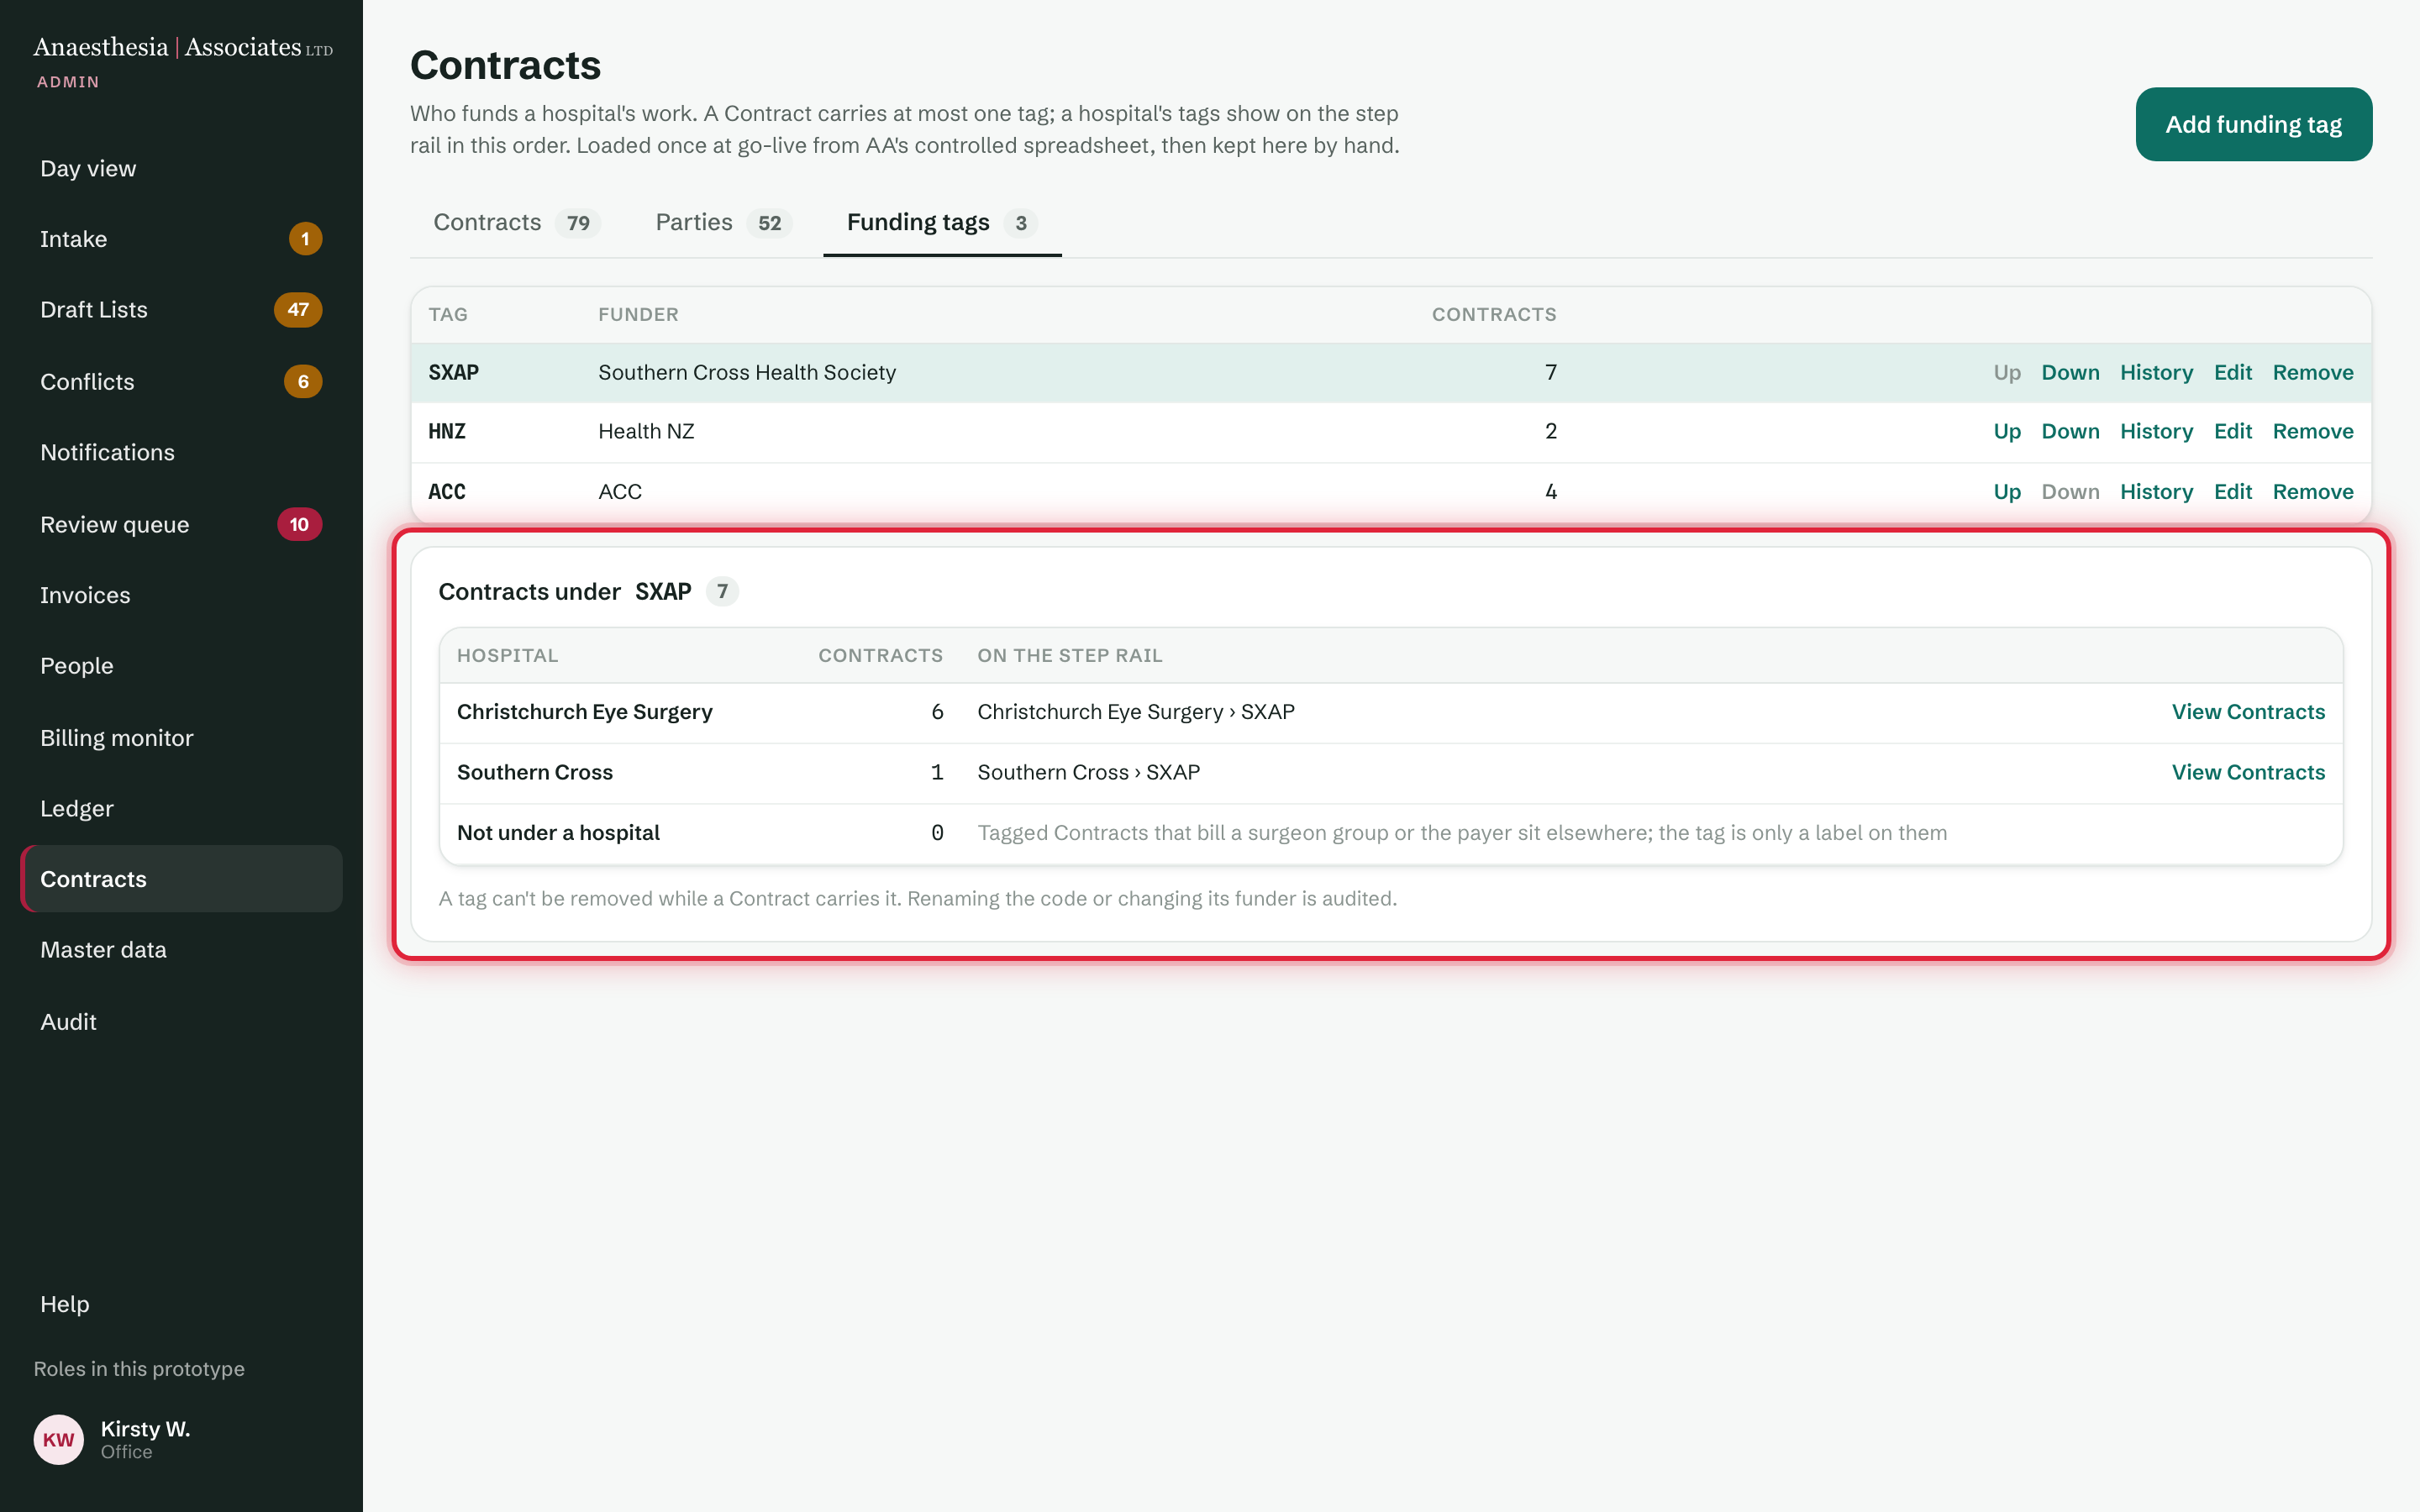 Anaesthesia | Associates LTD
ADMIN
Day view
Intake 1
Draft Lists 47
Conflicts 6
Notifications
Review queue 10
Invoices
People
Billing monitor
Ledger
Contracts
Master data
Audit
Help
Roles in this prototype
KW
Kirsty W.
Office
Contracts
Who funds a hospital's work. A Contract carries at most one tag; a hospital's tags show on the step
rail in this order. Loaded once at go-live from AA's controlled spreadsheet, then kept here by hand.
Add funding tag
Contracts 79 Parties 52 Funding tags 3
TAG FUNDER CONTRACTS
SXAP Southern Cross Health Society 7 Up Down History Edit Remove
HNZ Health NZ 2 Up Down History Edit Remove
ACC ACC 4 Up Down History Edit Remove
Contracts under SXAP 7
HOSPITAL CONTRACTS ON THE STEP RAIL
Christchurch Eye Surgery 6 Christchurch Eye Surgery › SXAP View Contracts
Southern Cross 1 Southern Cross › SXAP View Contracts
Not under a hospital 0 Tagged Contracts that bill a surgeon group or the payer sit elsewhere; the tag is only a label on them
A tag can't be removed while a Contract carries it. Renaming the code or changing its funder is audited.